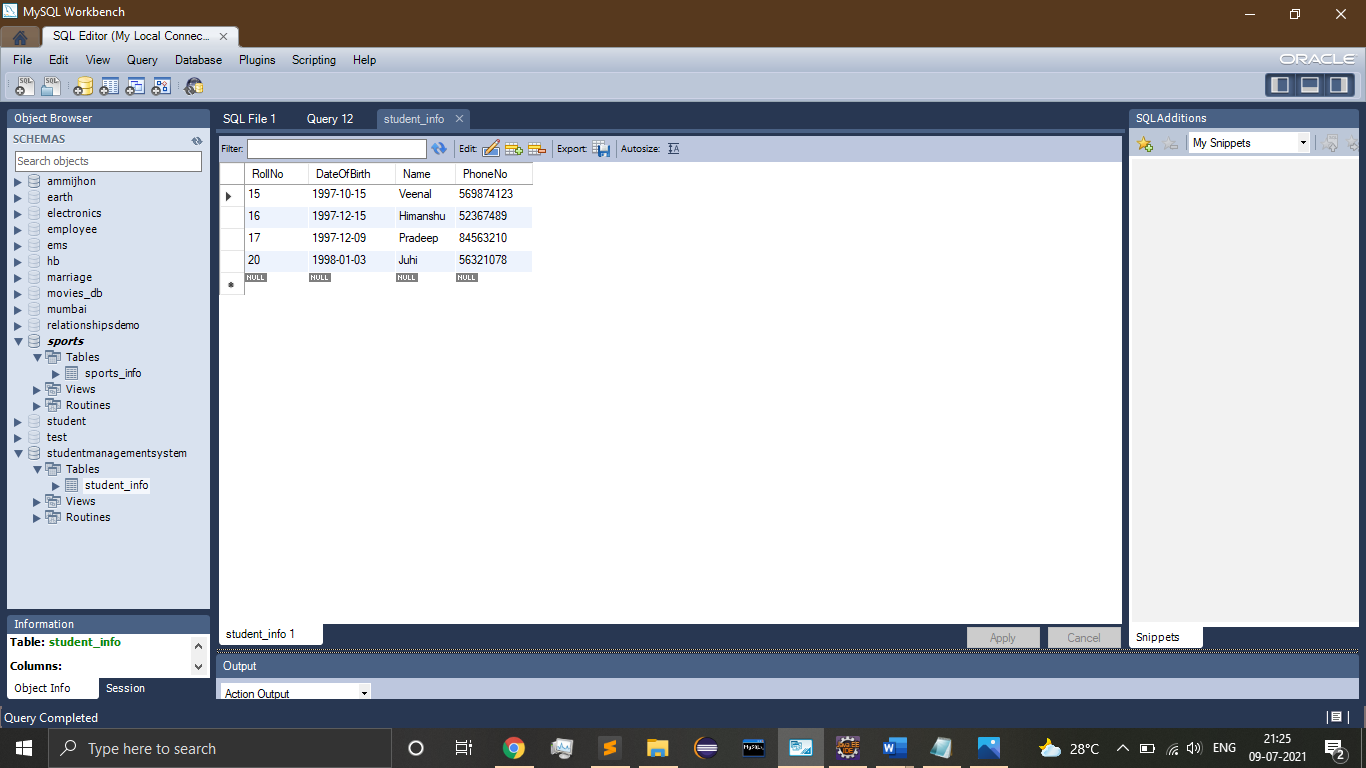 MySQL Workbench
SQL Editor (My Local Connec...
File Edit View Query Database Plugins Scripting Help
ORACLE
Object Browser
SCHEMAS
Search objects
ammijhon
earth
electronics
employee
ems
hb
marriage
movies_db
mumbai
relationshipsdemo
sports
Tables
sports_info
Views
Routines
student
test
studentmanagementsystem
Tables
student_info
Views
Routines
Information
Table: student_info
Columns:
Object Info Session
SQL File 1 Query 12 student_info
Filter: Edit: Export: Autosize:
RollNo DateOfBirth Name PhoneNo
15 1997-10-15 Veenal 569874123
16 1997-12-15 Himanshu 52367489
17 1997-12-09 Pradeep 84563210
20 1998-01-03 Juhi 56321078
NULL NULL NULL NULL
student_info 1
Apply Cancel
Output
Action Output
SQL Additions
My Snippets
Snippets
Query Completed
Type here to search
28°C
ENG
21:25
09-07-2021
2